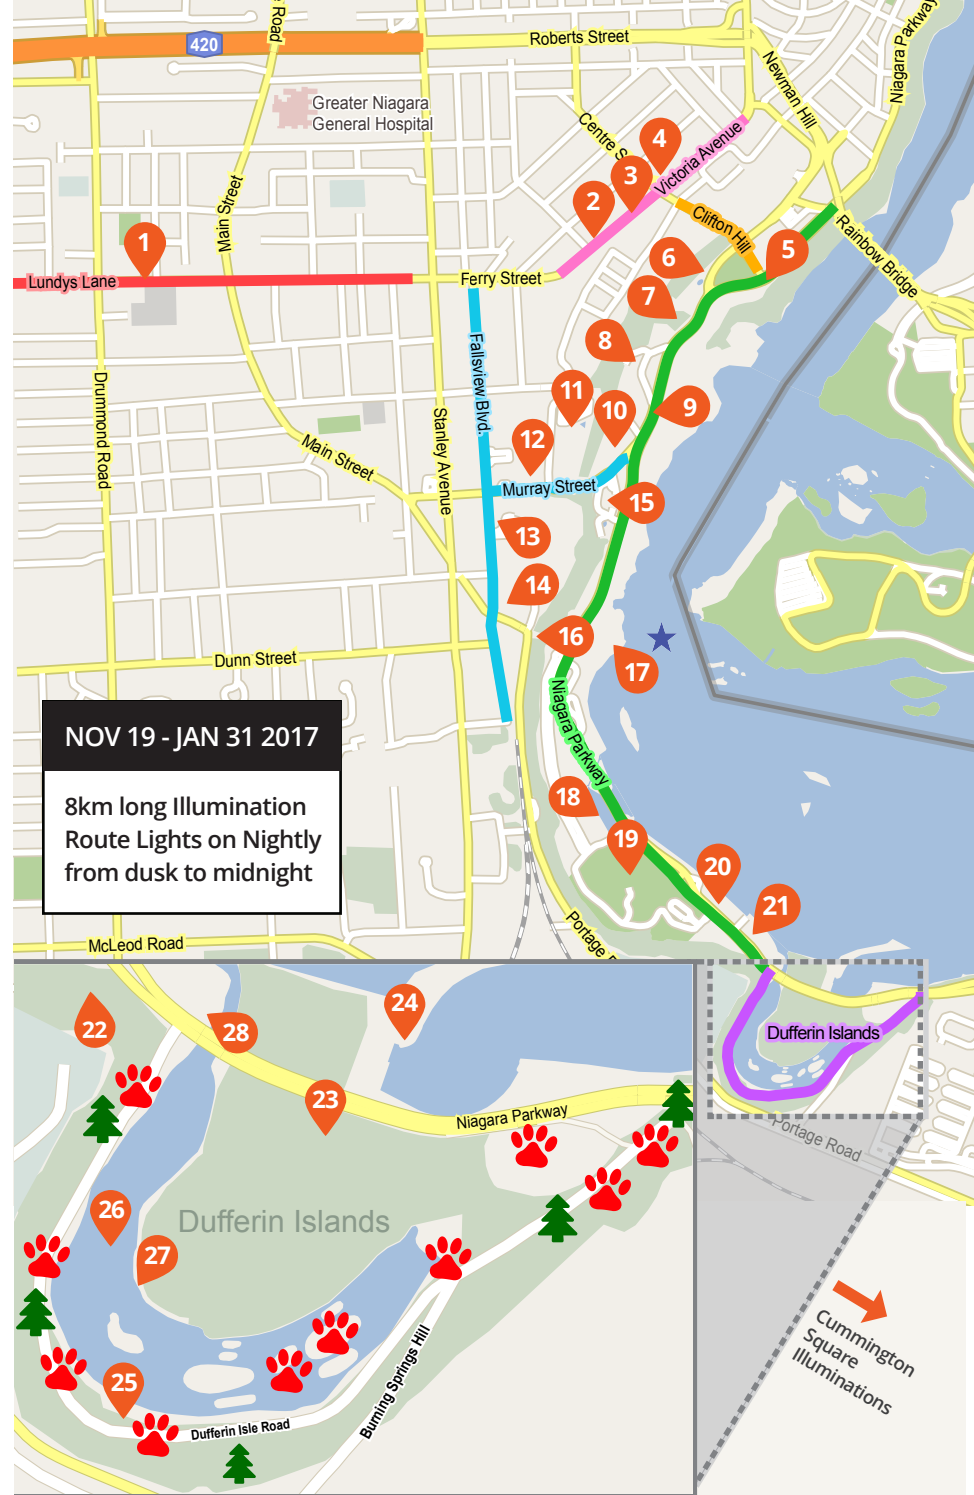 Road
420
Roberts Street
Niagara Parkway
Newman Hill
Greater Niagara
General Hospital
Centre S
4
Victoria Avenue
3
2
Main Street
Clifton Hill
1
6
5
Rainbow Bridge
Lundys Lane
Ferry Street
7
8
Fallsview Blvd.
11
10
9
Drummond Road
Stanley Avenue
12
Main Street
Murray Street
15
13
14
16
Dunn Street
17
Niagara Parkway
NOV 19 - JAN 31 2017
8km long Illumination
Route Lights on Nightly
from dusk to midnight
18
19
20
21
Portage R
McLeod Road
22
28
24
23
Niagara Parkway
Dufferin Islands
Portage Road
26
Dufferin Islands
27
25
Dufferin Isle Road
Burning Springs Hill
Cummington
Square
Illuminations